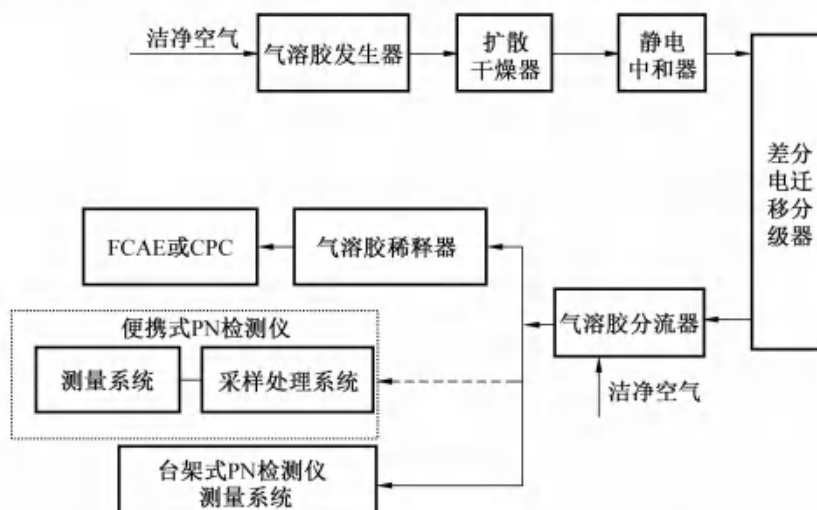 洁净空气
气溶胶发生器
扩散
干燥器
静电
中和器
差分
电迁
移分
级器
FCAE或CPC
气溶胶稀释器
气溶胶分流器
洁净空气
便携式PN检测仪
测量系统
采样处理系统
台架式PN检测仪
测量系统